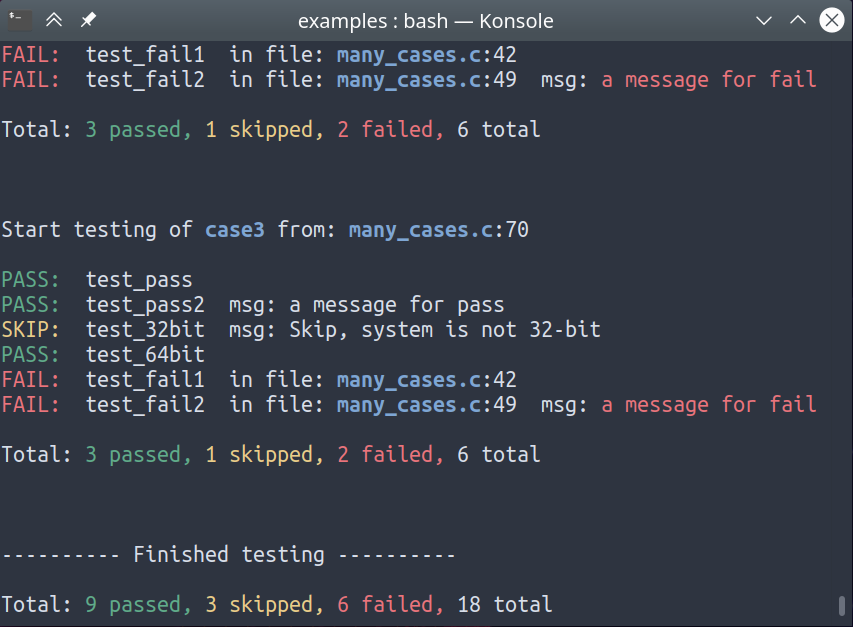 examples : bash — Konsole
FAIL:  test_fail1  in file: many_cases.c:42
FAIL:  test_fail2  in file: many_cases.c:49  msg: a message for fail
Total: 3 passed, 1 skipped, 2 failed, 6 total
Start testing of case3 from: many_cases.c:70
PASS:  test_pass
PASS:  test_pass2  msg: a message for pass
SKIP:  test_32bit  msg: Skip, system is not 32-bit
PASS:  test_64bit
FAIL:  test_fail1  in file: many_cases.c:42
FAIL:  test_fail2  in file: many_cases.c:49  msg: a message for fail
Total: 3 passed, 1 skipped, 2 failed, 6 total
---------- Finished testing ----------
Total: 9 passed, 3 skipped, 6 failed, 18 total